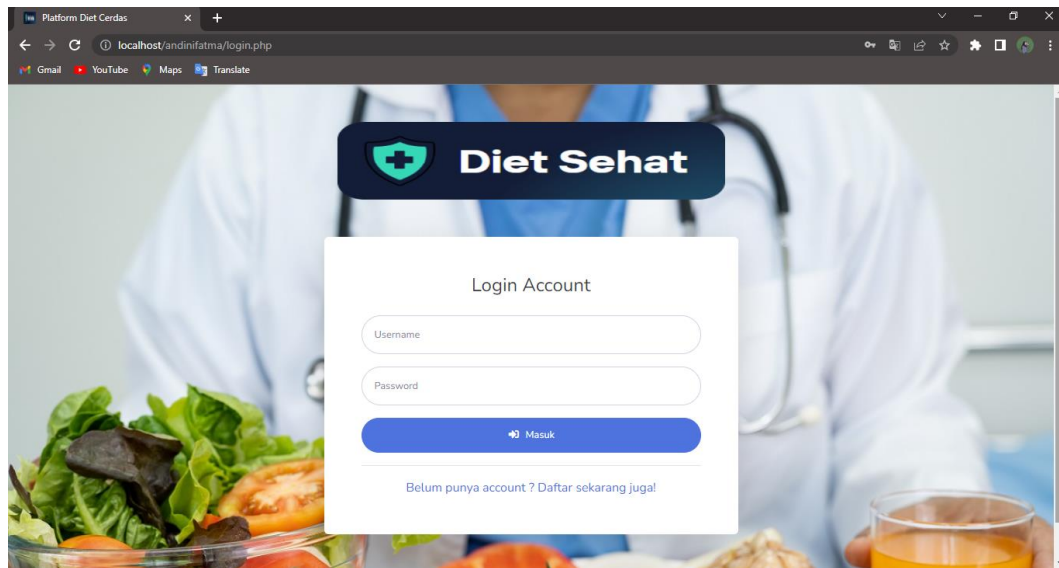 Platform Diet Cerdas
localhost/andinifatma/login.php
Gmail YouTube Maps Translate
Diet Sehat
Login Account
Username
Password
Masuk
Belum punya account ? Daftar sekarang juga!